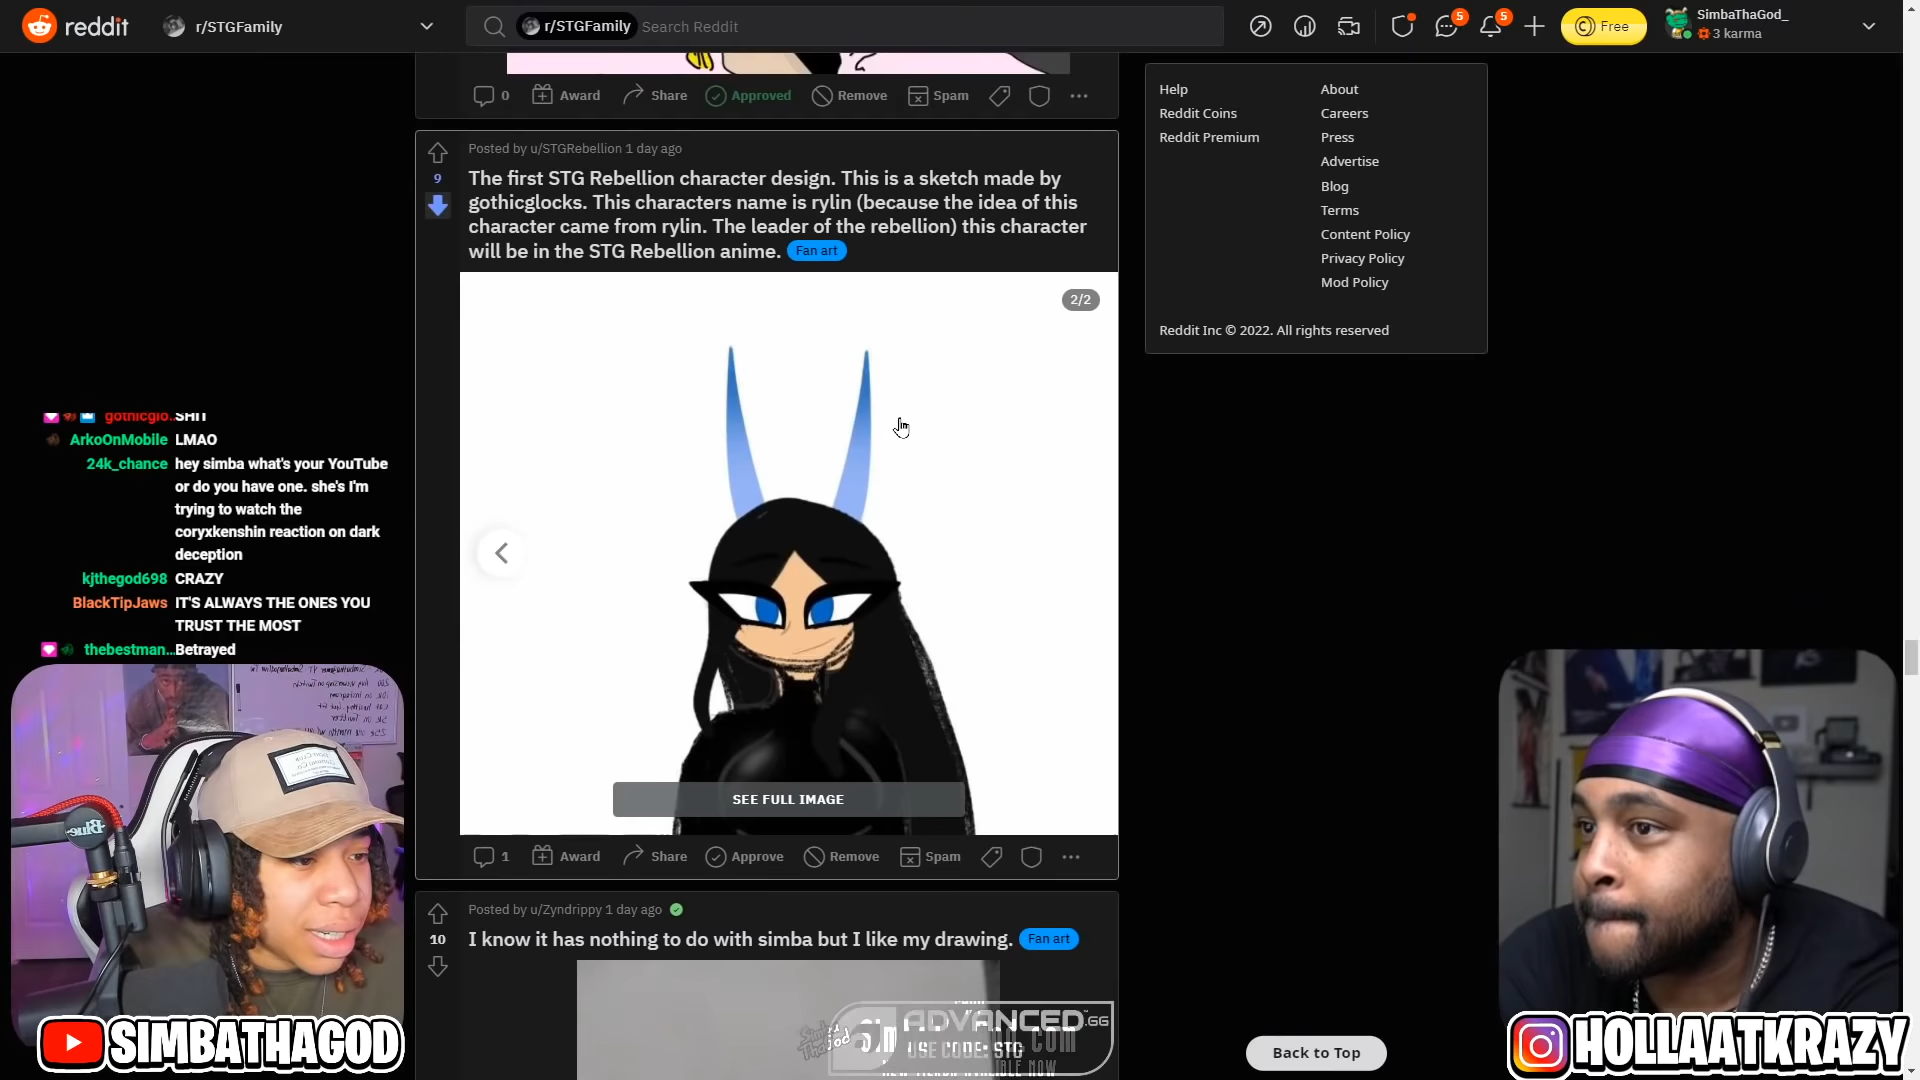 reddit
r/STGFamily
r/STGFamily Search Reddit
5
5
Free
SimbaThaGod_
3 karma
0 Award Share Approved Remove Spam
Posted by u/STGRebellion 1 day ago
9
The first STG Rebellion character design. This is a sketch made by
gothicglocks. This characters name is rylin (because the idea of this
character came from rylin. The leader of the rebellion) this character
will be in the STG Rebellion anime. Fan art
2/2
SEE FULL IMAGE
1 Award Share Approve Remove Spam
Posted by u/Zyndrippy 1 day ago
10
I know it has nothing to do with simba but I like my drawing. Fan art
Help
Reddit Coins
Reddit Premium
About
Careers
Press
Advertise
Blog
Terms
Content Policy
Privacy Policy
Mod Policy
Reddit Inc © 2022. All rights reserved
gothicglo.. SHIT
ArkoOnMobile LMAO
24k_chance hey simba what's your YouTube
or do you have one. she's I'm
trying to watch the
coryxkenshin reaction on dark
deception
kjthegod698 CRAZY
BlackTipJaws IT'S ALWAYS THE ONES YOU
TRUST THE MOST
thebestman... Betrayed
Blue
SIMBATHAGOD
ADVANCED.GG
USE CODE: STG
Back to Top
HOLLAATKRAZY